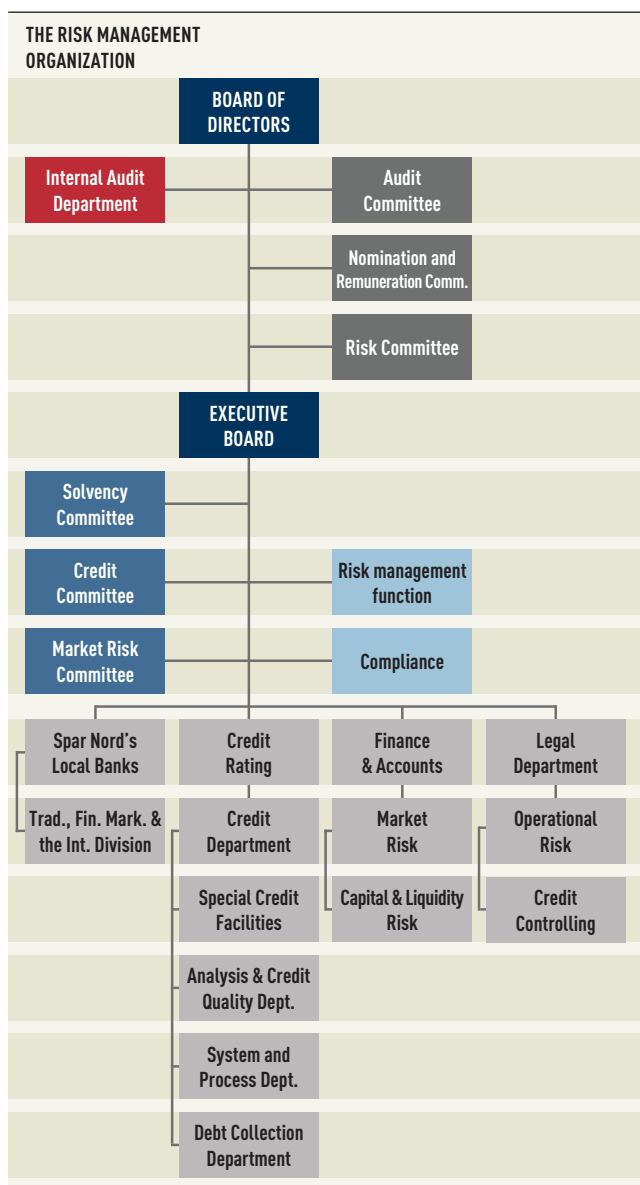 THE RISK MANAGEMENT
ORGANIZATION
BOARD OF
DIRECTORS
Internal Audit
Department
Audit
Committee
Nomination and
Remuneration Comm.
Risk Committee
EXECUTIVE
BOARD
Solvency
Committee
Credit
Committee
Risk management
function
Market Risk
Committee
Compliance
Spar Nord's
Local Banks
Credit
Rating
Finance
& Accounts
Legal
Department
Trad., Fin. Mark. &
the Int. Division
Credit
Department
Market
Risk
Operational
Risk
Special Credit
Facilities
Capital & Liquidity
Risk
Credit
Controlling
Analysis & Credit
Quality Dept.
System and
Process Dept.
Debt Collection
Department